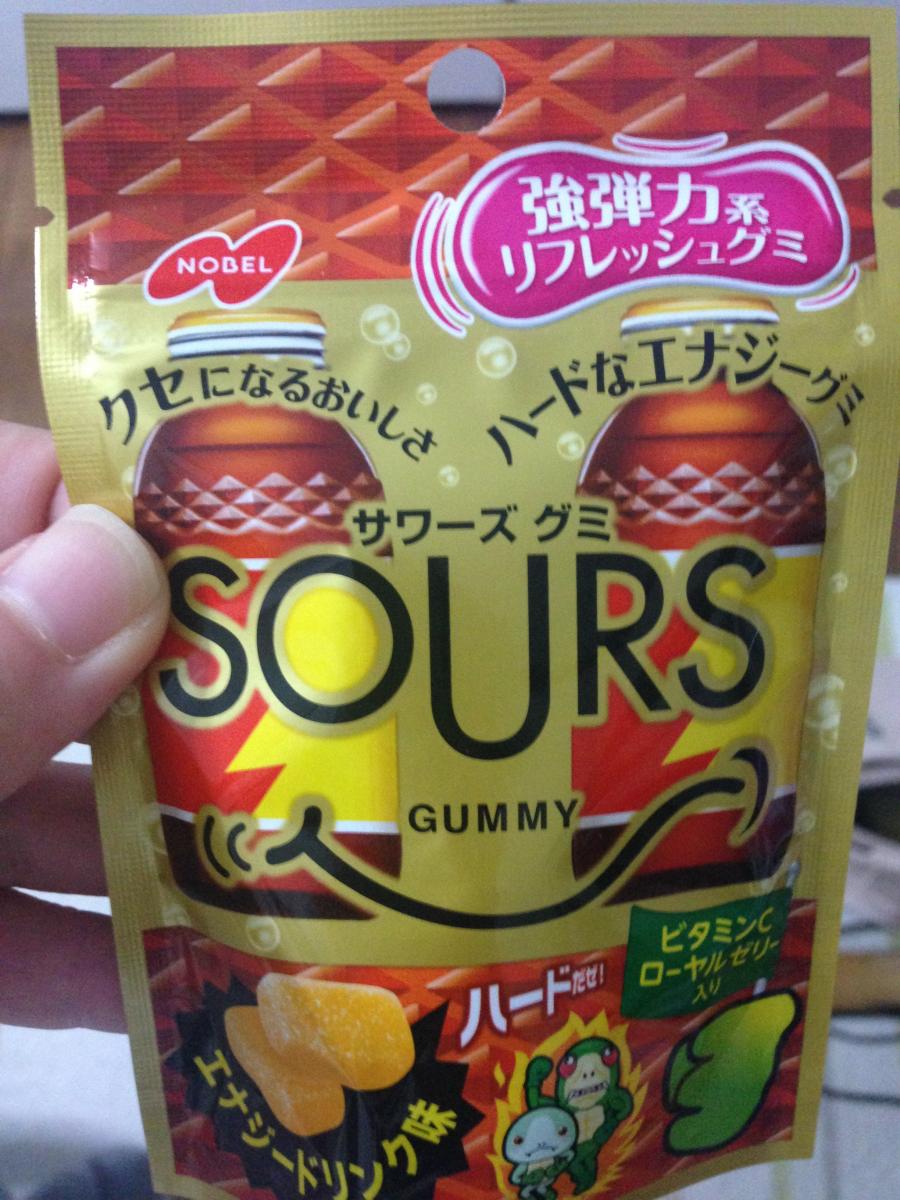 強弾力系
リフレッシュグミ
NOBEL
クセになるおいしさ
ハードなエナジーグミ
サワーズ グミ
SOURS
GUMMY
ビタミンC
ローヤルゼリー
入り
ハードだぜ!
エナジードリンク味